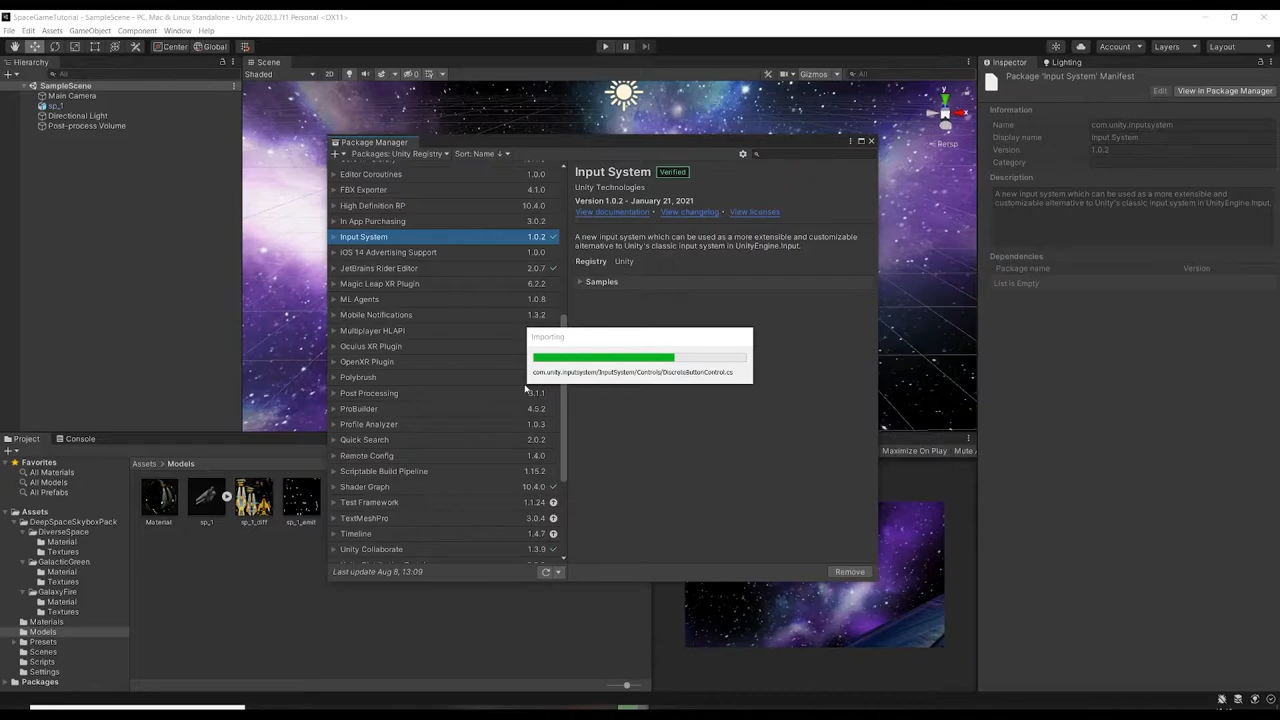 SpaceGameTutorial - SampleScene - PC, Mac & Linux Standalone - Unity 2020.3.7f1 Personal <DX11>
File Edit Assets GameObject Component Window Help
Center Global Account Layers Layout
Hierarchy
All
SampleScene
Main Camera
sp_1
Directional Light
Post-process Volume
Scene
Shaded 2D 0 Gizmos All
y
x
Persp
Package Manager
Packages: Unity Registry Sort: Name ↓
Editor Coroutines 1.0.0
FBX Exporter 4.1.0
High Definition RP 10.4.0
In App Purchasing 3.0.2
Input System 1.0.2
iOS 14 Advertising Support 1.0.0
JetBrains Rider Editor 2.0.7
Magic Leap XR Plugin 6.2.2
ML Agents 1.0.8
Mobile Notifications 1.3.2
Multiplayer HLAPI
Oculus XR Plugin
OpenXR Plugin
Polybrush
Post Processing 3.1.1
ProBuilder 4.5.2
Profile Analyzer 1.0.3
Quick Search 2.0.2
Remote Config 1.4.0
Scriptable Build Pipeline 1.15.2
Shader Graph 10.4.0
Test Framework 1.1.24
TextMeshPro 3.0.4
Timeline 1.4.7
Unity Collaborate 1.3.9
Last update Aug 8, 13:09
Input System Verified
Unity Technologies
Version 1.0.2 - January 21, 2021
View documentation · View changelog · View licenses
A new input system which can be used as a more extensible and customizable
alternative to Unity's classic input system in UnityEngine.Input.
Registry Unity
Samples
Remove
Importing
com.unity.inputsystem/InputSystem/Controls/DiscreteButtonControl.cs
Inspector Lighting
Package 'Input System' Manifest
Edit View in Package Manager
Information
Name com.unity.inputsystem
Display name Input System
Version 1.0.2
Category
Description
A new input system which can be used as a more extensible and
customizable alternative to Unity's classic input system in UnityEngine.Input.
Dependencies
Package name Version
List is Empty
Project Console
Favorites
All Materials
All Models
All Prefabs
Assets
DeepSpaceSkyboxPack
DiverseSpace
Material
Textures
GalacticGreen
Material
Textures
GalaxyFire
Material
Textures
Materials
Models
Presets
Scenes
Scripts
Settings
Packages
Assets > Models
Material sp_1 sp_1_diff sp_1_emit
Maximize On Play Mute A